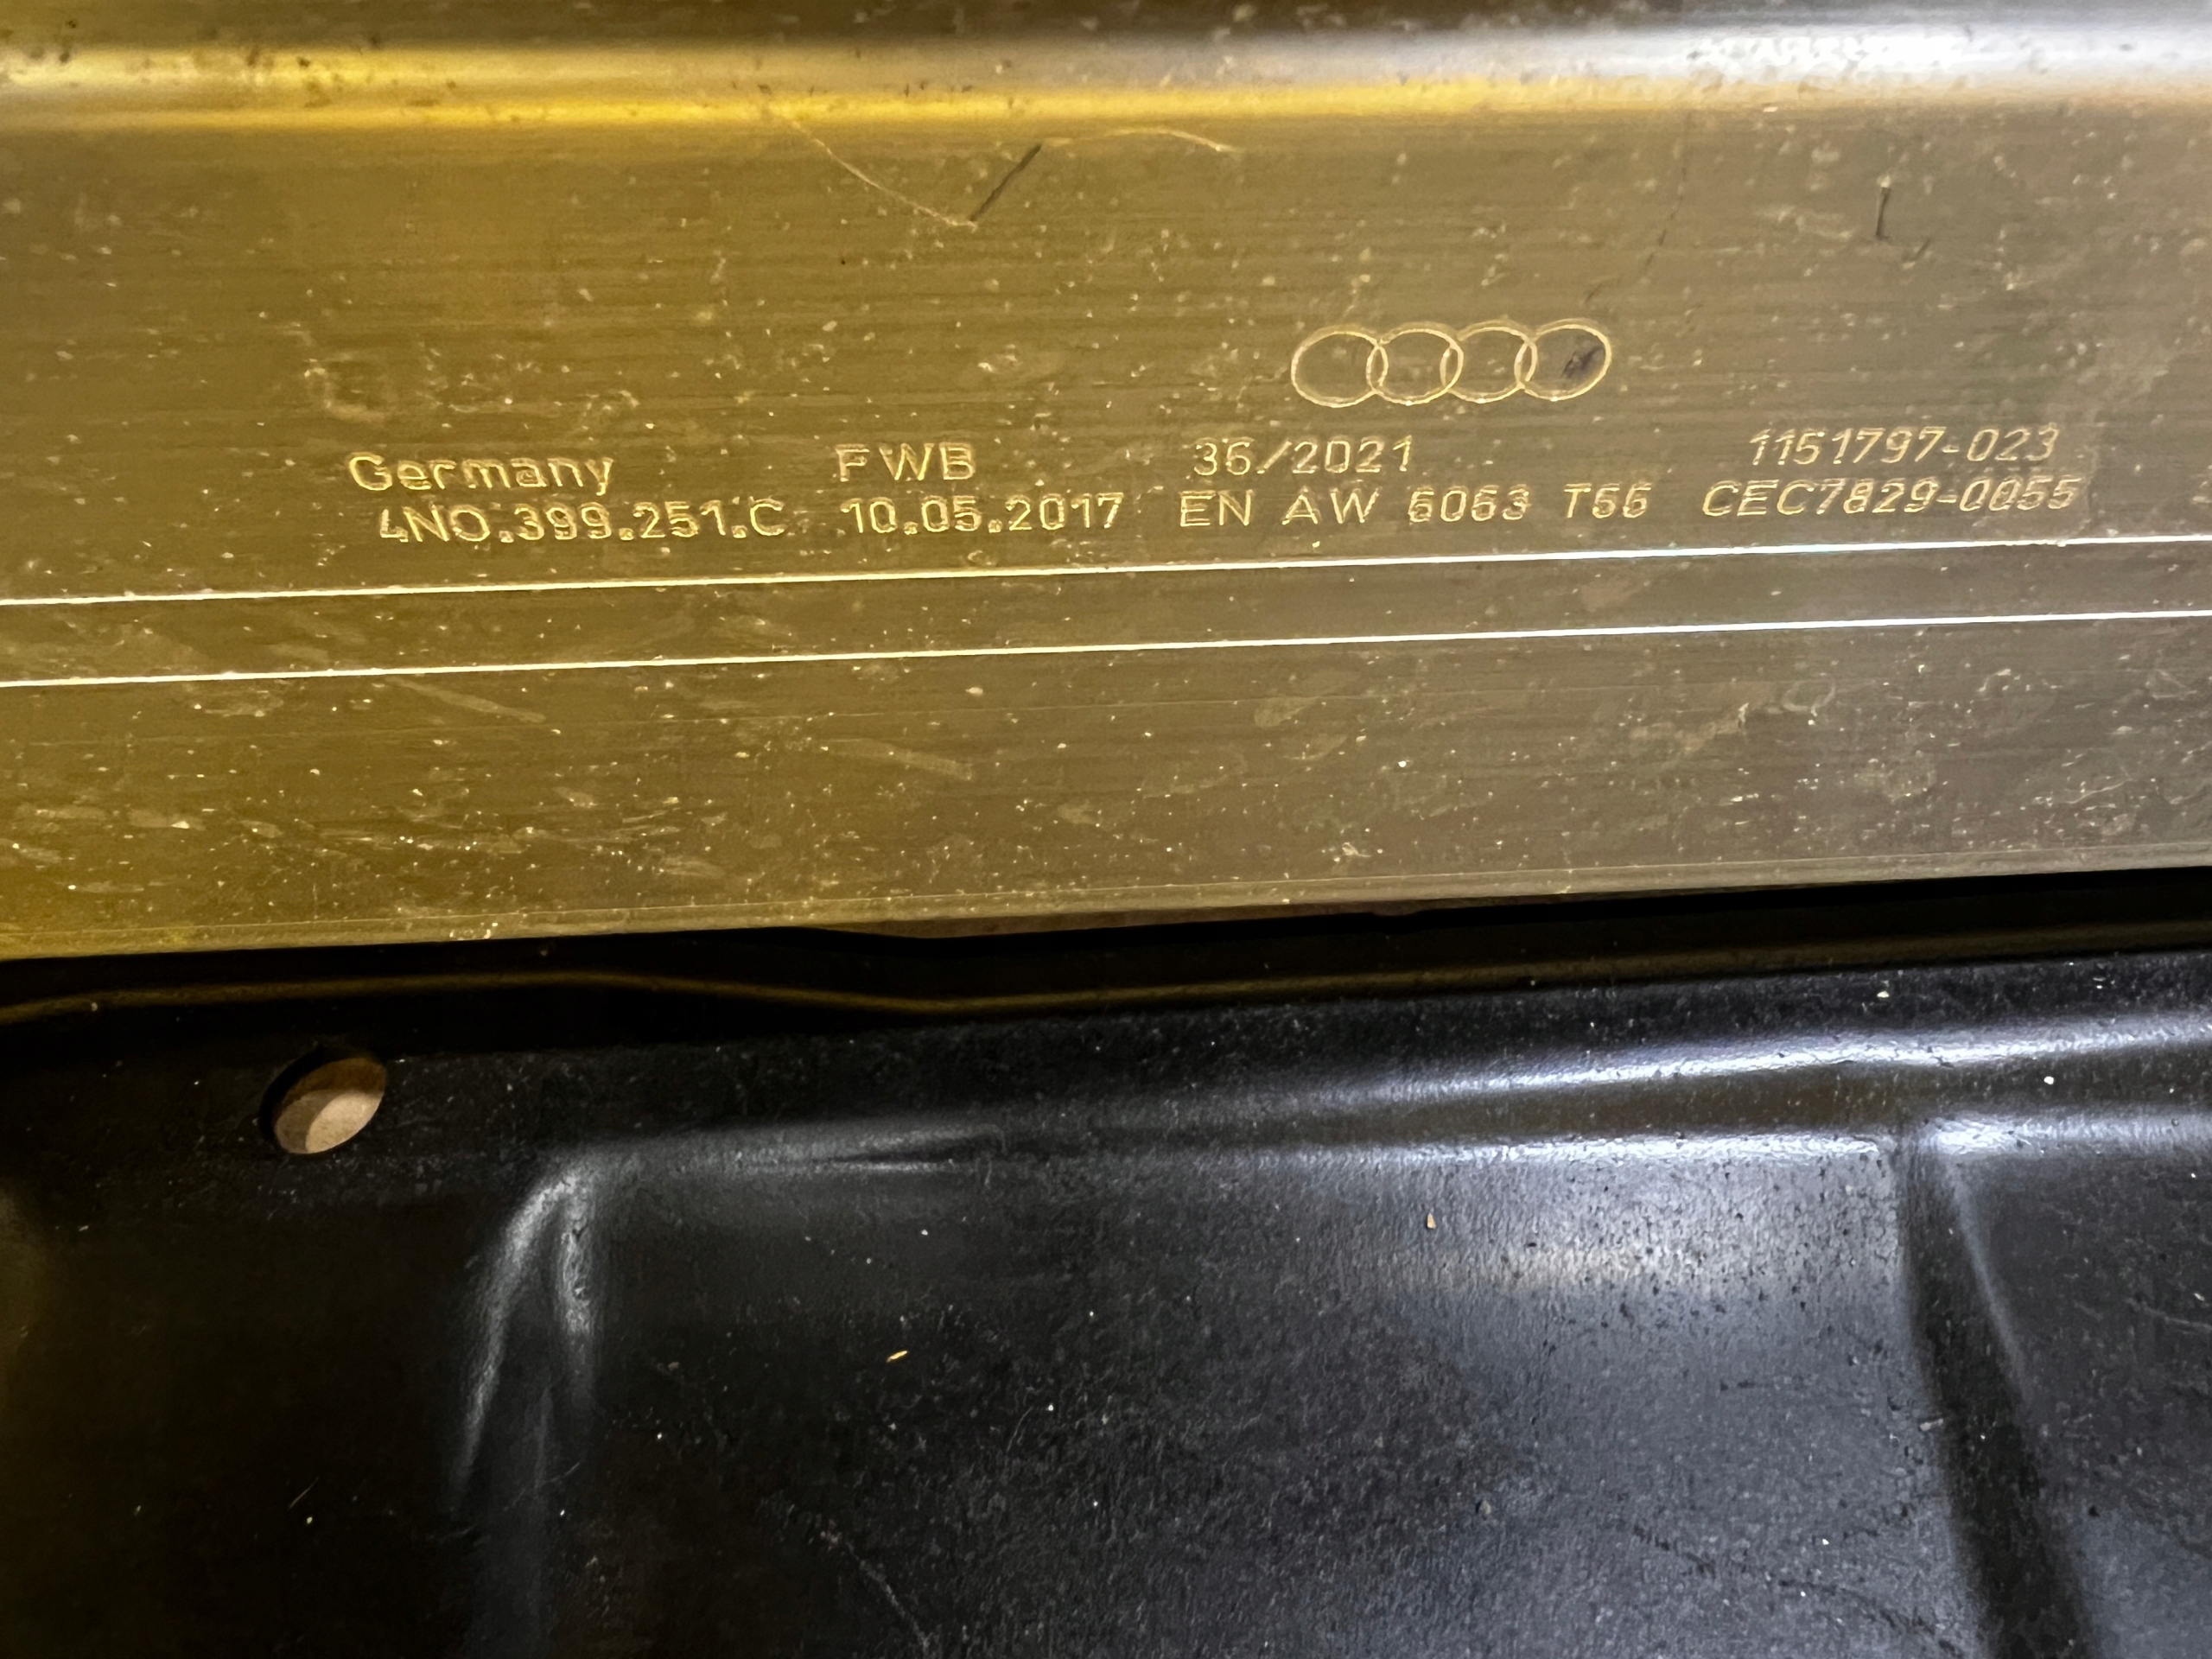 Germany FWB 36/2021 1151797-023
4N0.399.251.C 10.05.2017 EN AW 6063 T66 CEC7829-0055